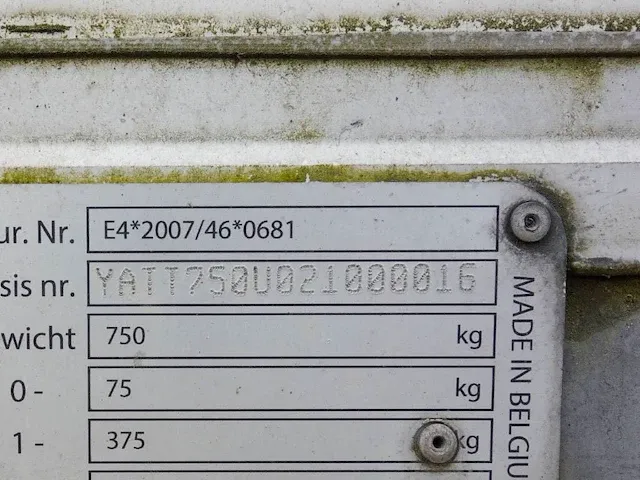 ur. Nr. E4*2007/46*0681
sis nr. YATT750U021000016
wicht 750 kg
0 - 75 kg
1 - 375 kg
MADE IN BELGIU